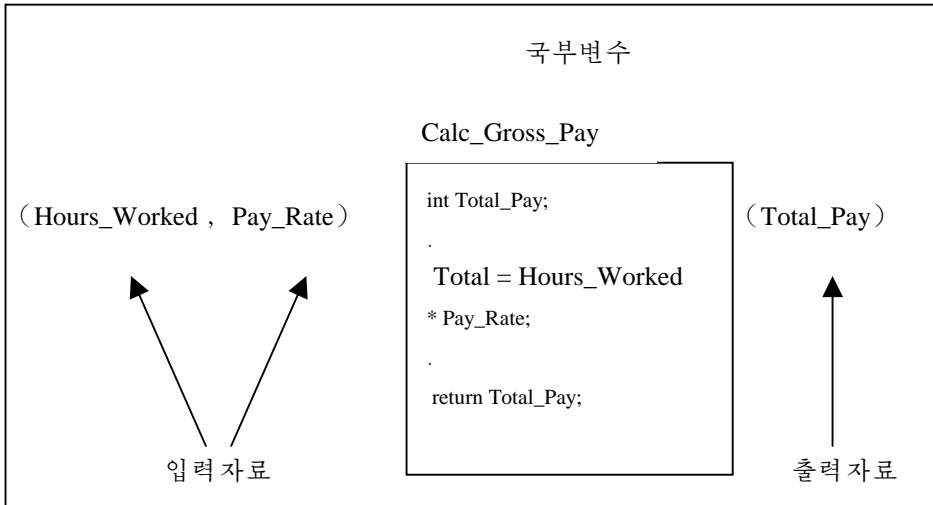 국부변수
Calc_Gross_Pay
(Hours_Worked , Pay_Rate)
int Total_Pay;
.
Total = Hours_Worked
* Pay_Rate;
.
return Total_Pay;
(Total_Pay)
입력자료
출력자료